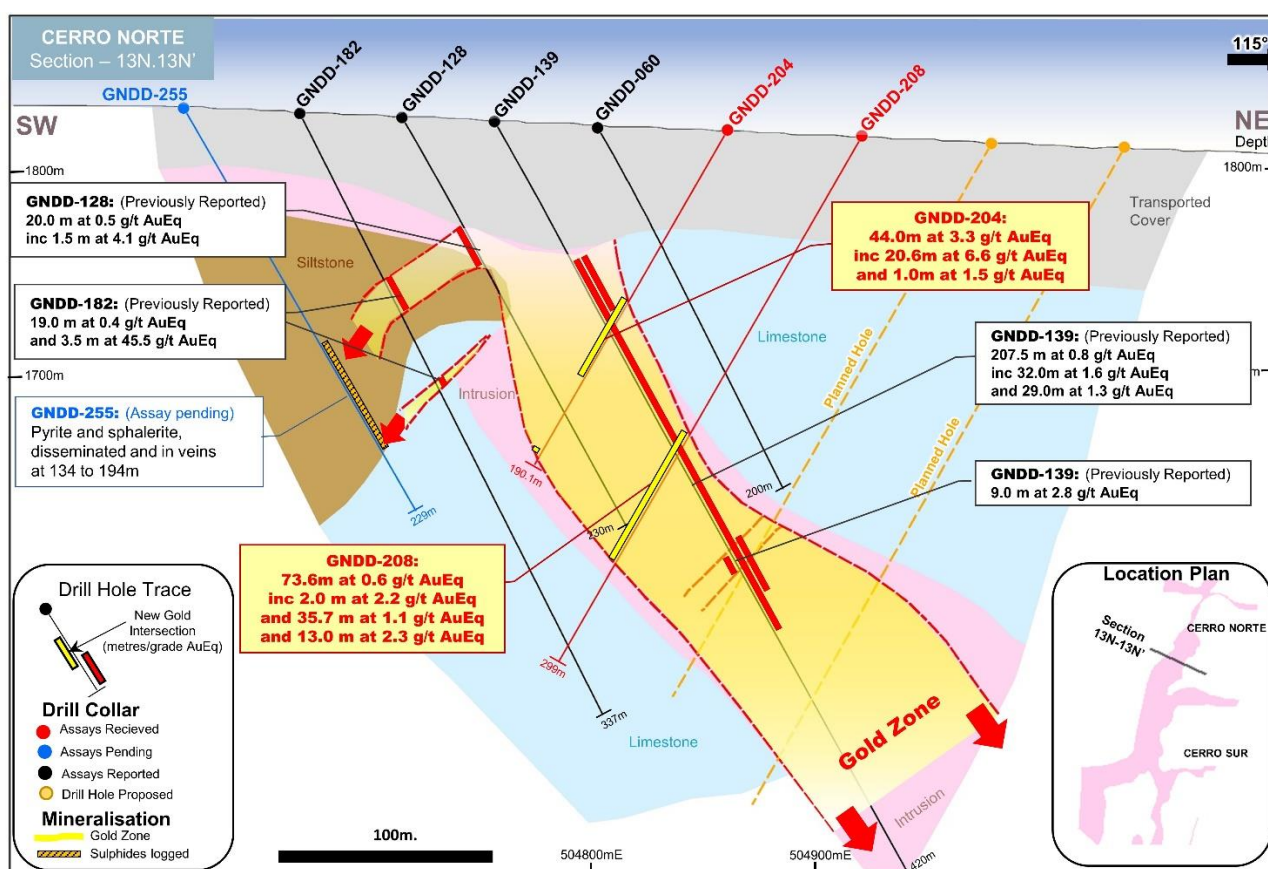 CERRO NORTE
Section – 13N.13N'
GNDD-255
GNDD-182
GNDD-128
GNDD-139
GNDD-060
GNDD-204
GNDD-208
115°
SW
NE
Depth
1800m
1800m
GNDD-128: (Previously Reported)
20.0 m at 0.5 g/t AuEq
inc 1.5 m at 4.1 g/t AuEq
Transported
Cover
GNDD-204:
44.0m at 3.3 g/t AuEq
inc 20.6m at 6.6 g/t AuEq
and 1.0m at 1.5 g/t AuEq
Siltstone
GNDD-182: (Previously Reported)
19.0 m at 0.4 g/t AuEq
and 3.5 m at 45.5 g/t AuEq
Limestone
GNDD-139: (Previously Reported)
207.5 m at 0.8 g/t AuEq
inc 32.0m at 1.6 g/t AuEq
and 29.0m at 1.3 g/t AuEq
1700m
m
Intrusion
Planned Hole
Planned Hole
GNDD-255: (Assay pending)
Pyrite and sphalerite,
disseminated and in veins
at 134 to 194m
190.1m
200m
GNDD-139: (Previously Reported)
9.0 m at 2.8 g/t AuEq
229m
230m
GNDD-208:
73.6m at 0.6 g/t AuEq
inc 2.0 m at 2.2 g/t AuEq
and 35.7 m at 1.1 g/t AuEq
and 13.0 m at 2.3 g/t AuEq
299m
337m
Limestone
Gold Zone
Intrusion
420m
Drill Hole Trace
New Gold
Intersection
(metres/grade AuEq)
Drill Collar
Assays Recieved
Assays Pending
Assays Reported
Drill Hole Proposed
Mineralisation
Gold Zone
Sulphides logged
100m.
504800mE
504900mE
Location Plan
Section
13N-13N'
CERRO NORTE
CERRO SUR